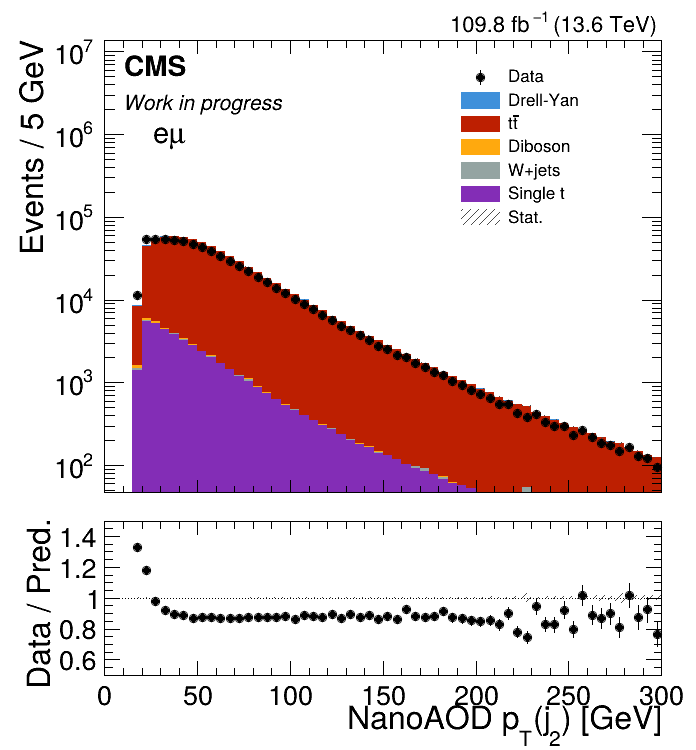 109.8 fb⁻¹ (13.6 TeV)
CMS
Work in progress
eμ
Data
Drell-Yan
tt̄
Diboson
W+jets
Single t
Stat.
Events / 5 GeV
10⁷
10⁶
10⁵
10⁴
10³
10²
Data / Pred.
1.4
1.2
1
0.8
0.6
0 50 100 150 200 250 300
NanoAOD p_T(j_2) [GeV]